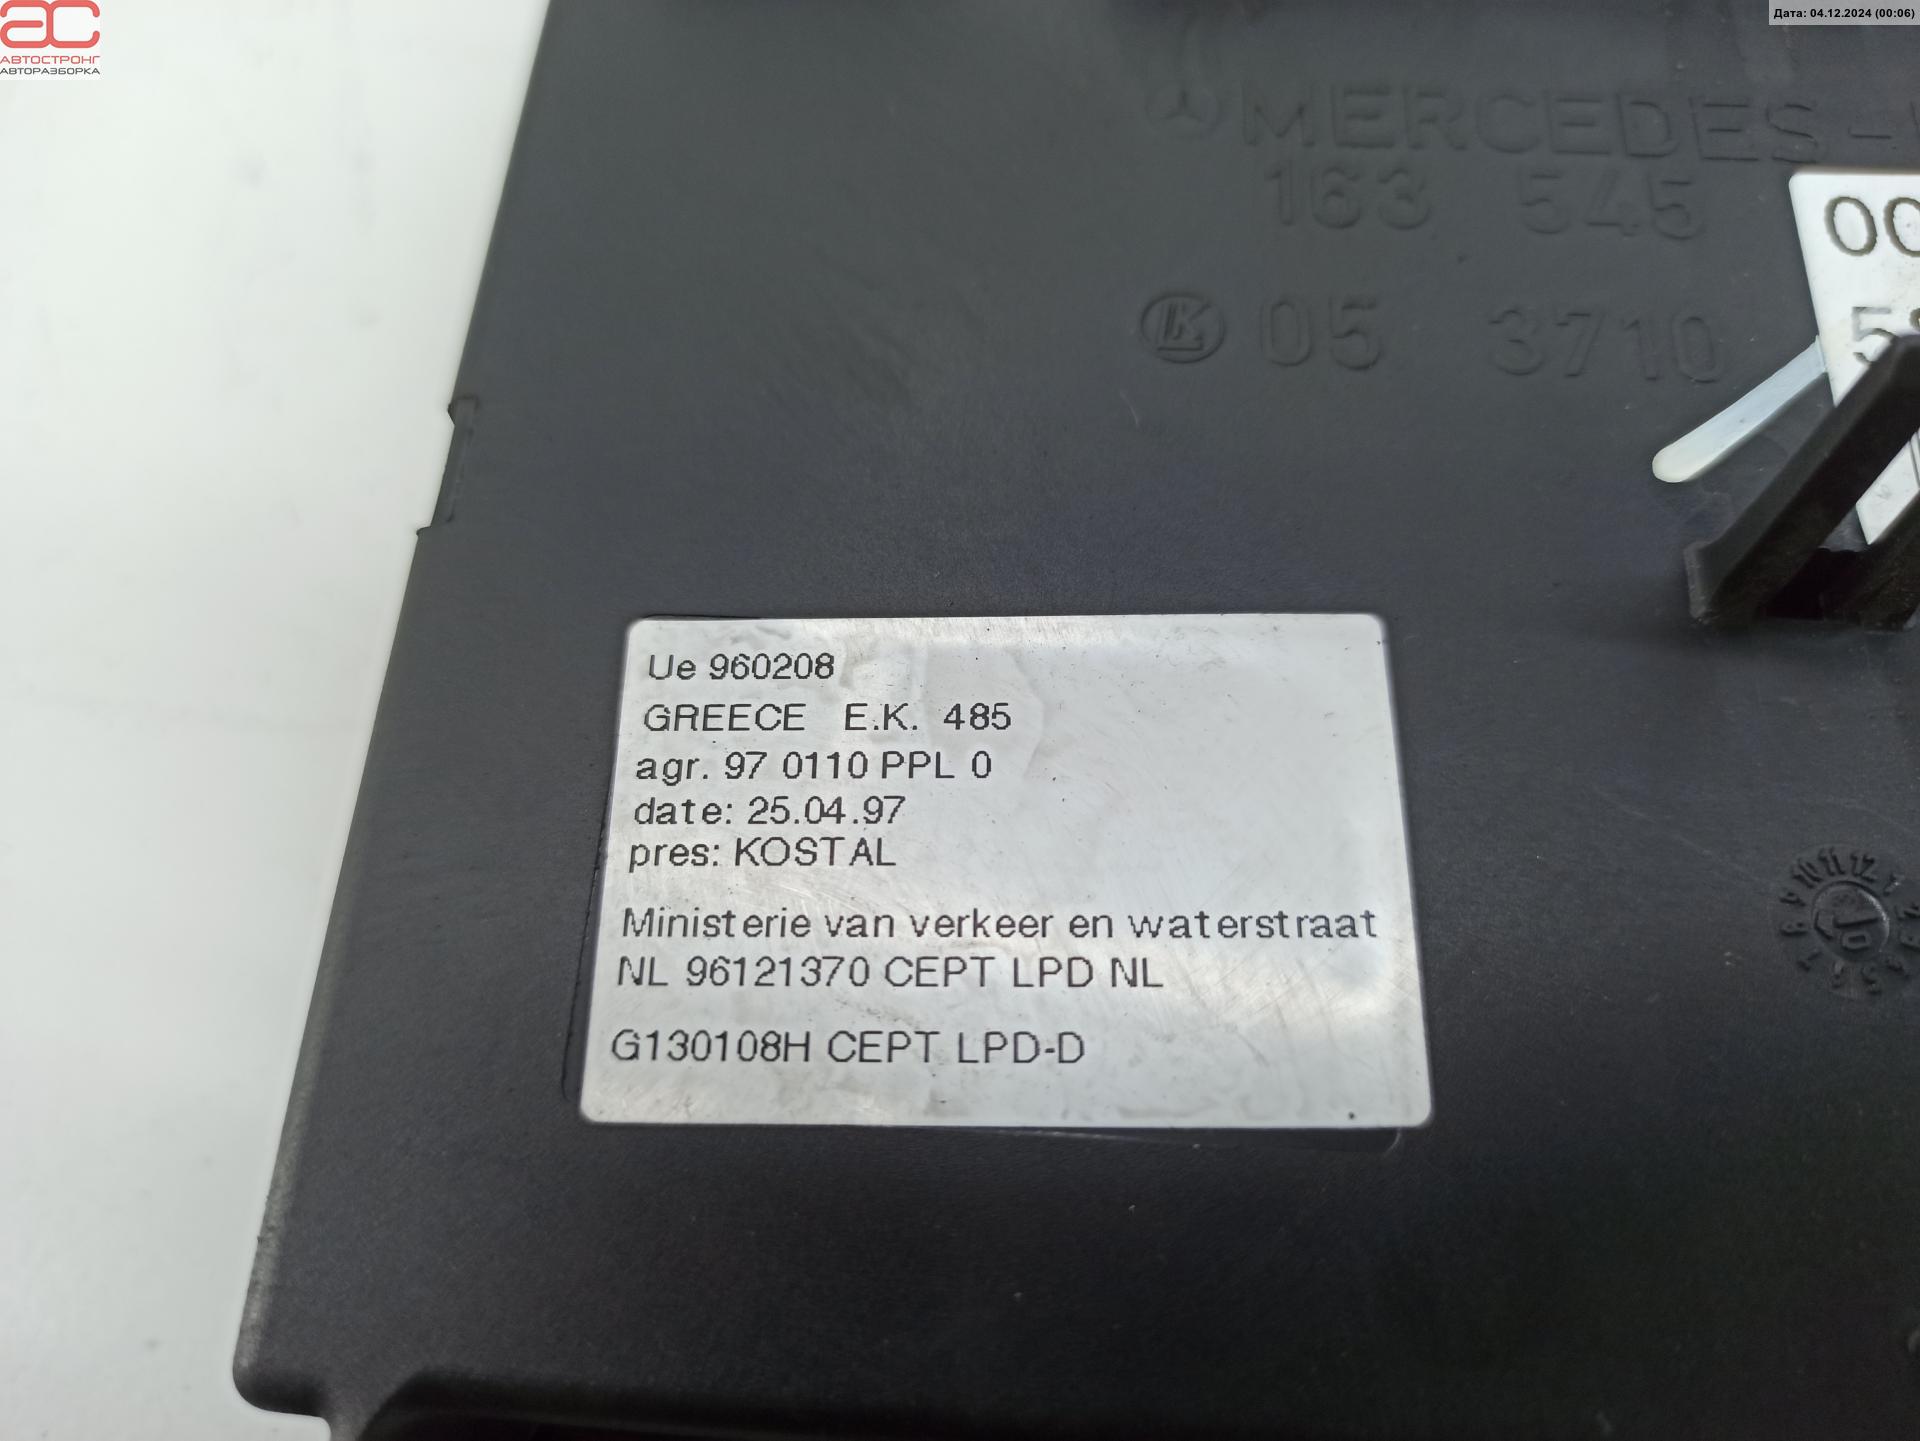 ac
АВТОСТРОНГ
АВТОРАЗБОРКА
Дата: 04.12.2024 (00:06)
MERCEDES-
163 545
LK 05 3710
00
5
Ue 960208
GREECE E.K. 485
agr. 97 0110 PPL 0
date: 25.04.97
pres: KOSTAL
Ministerie van verkeer en waterstraat
NL 96121370 CEPT LPD NL
G130108H CEPT LPD-D